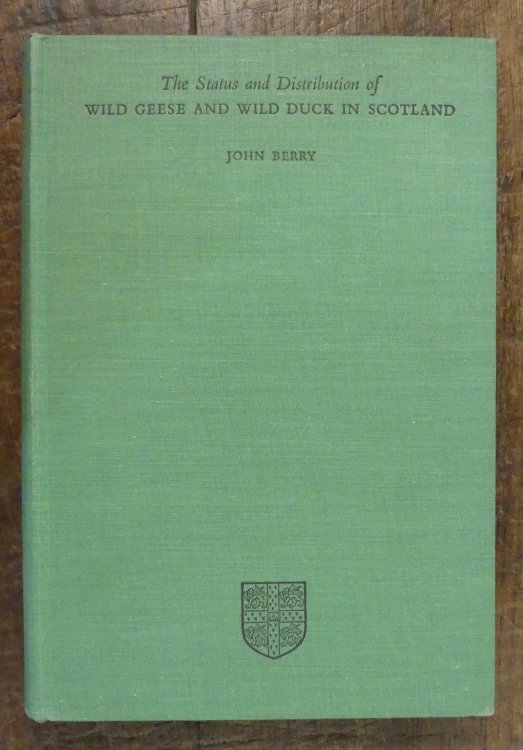 The Status and Distribution of
WILD GEESE AND WILD DUCK IN SCOTLAND
JOHN BERRY